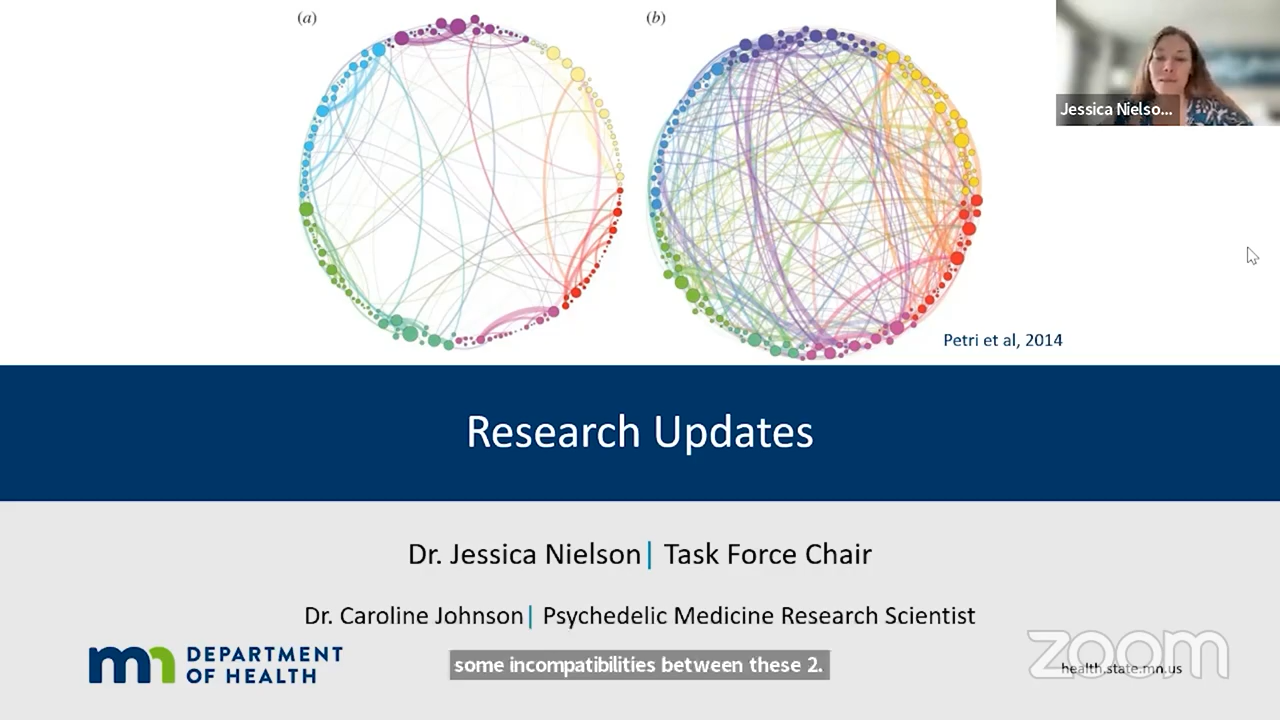 (a)
(b)
Jessica Nielso...
Petri et al, 2014
Research Updates
Dr. Jessica Nielson| Task Force Chair
Dr. Caroline Johnson| Psychedelic Medicine Research Scientist
mn DEPARTMENT
OF HEALTH
some incompatibilities between these 2.
zoom
health.state.mn.us